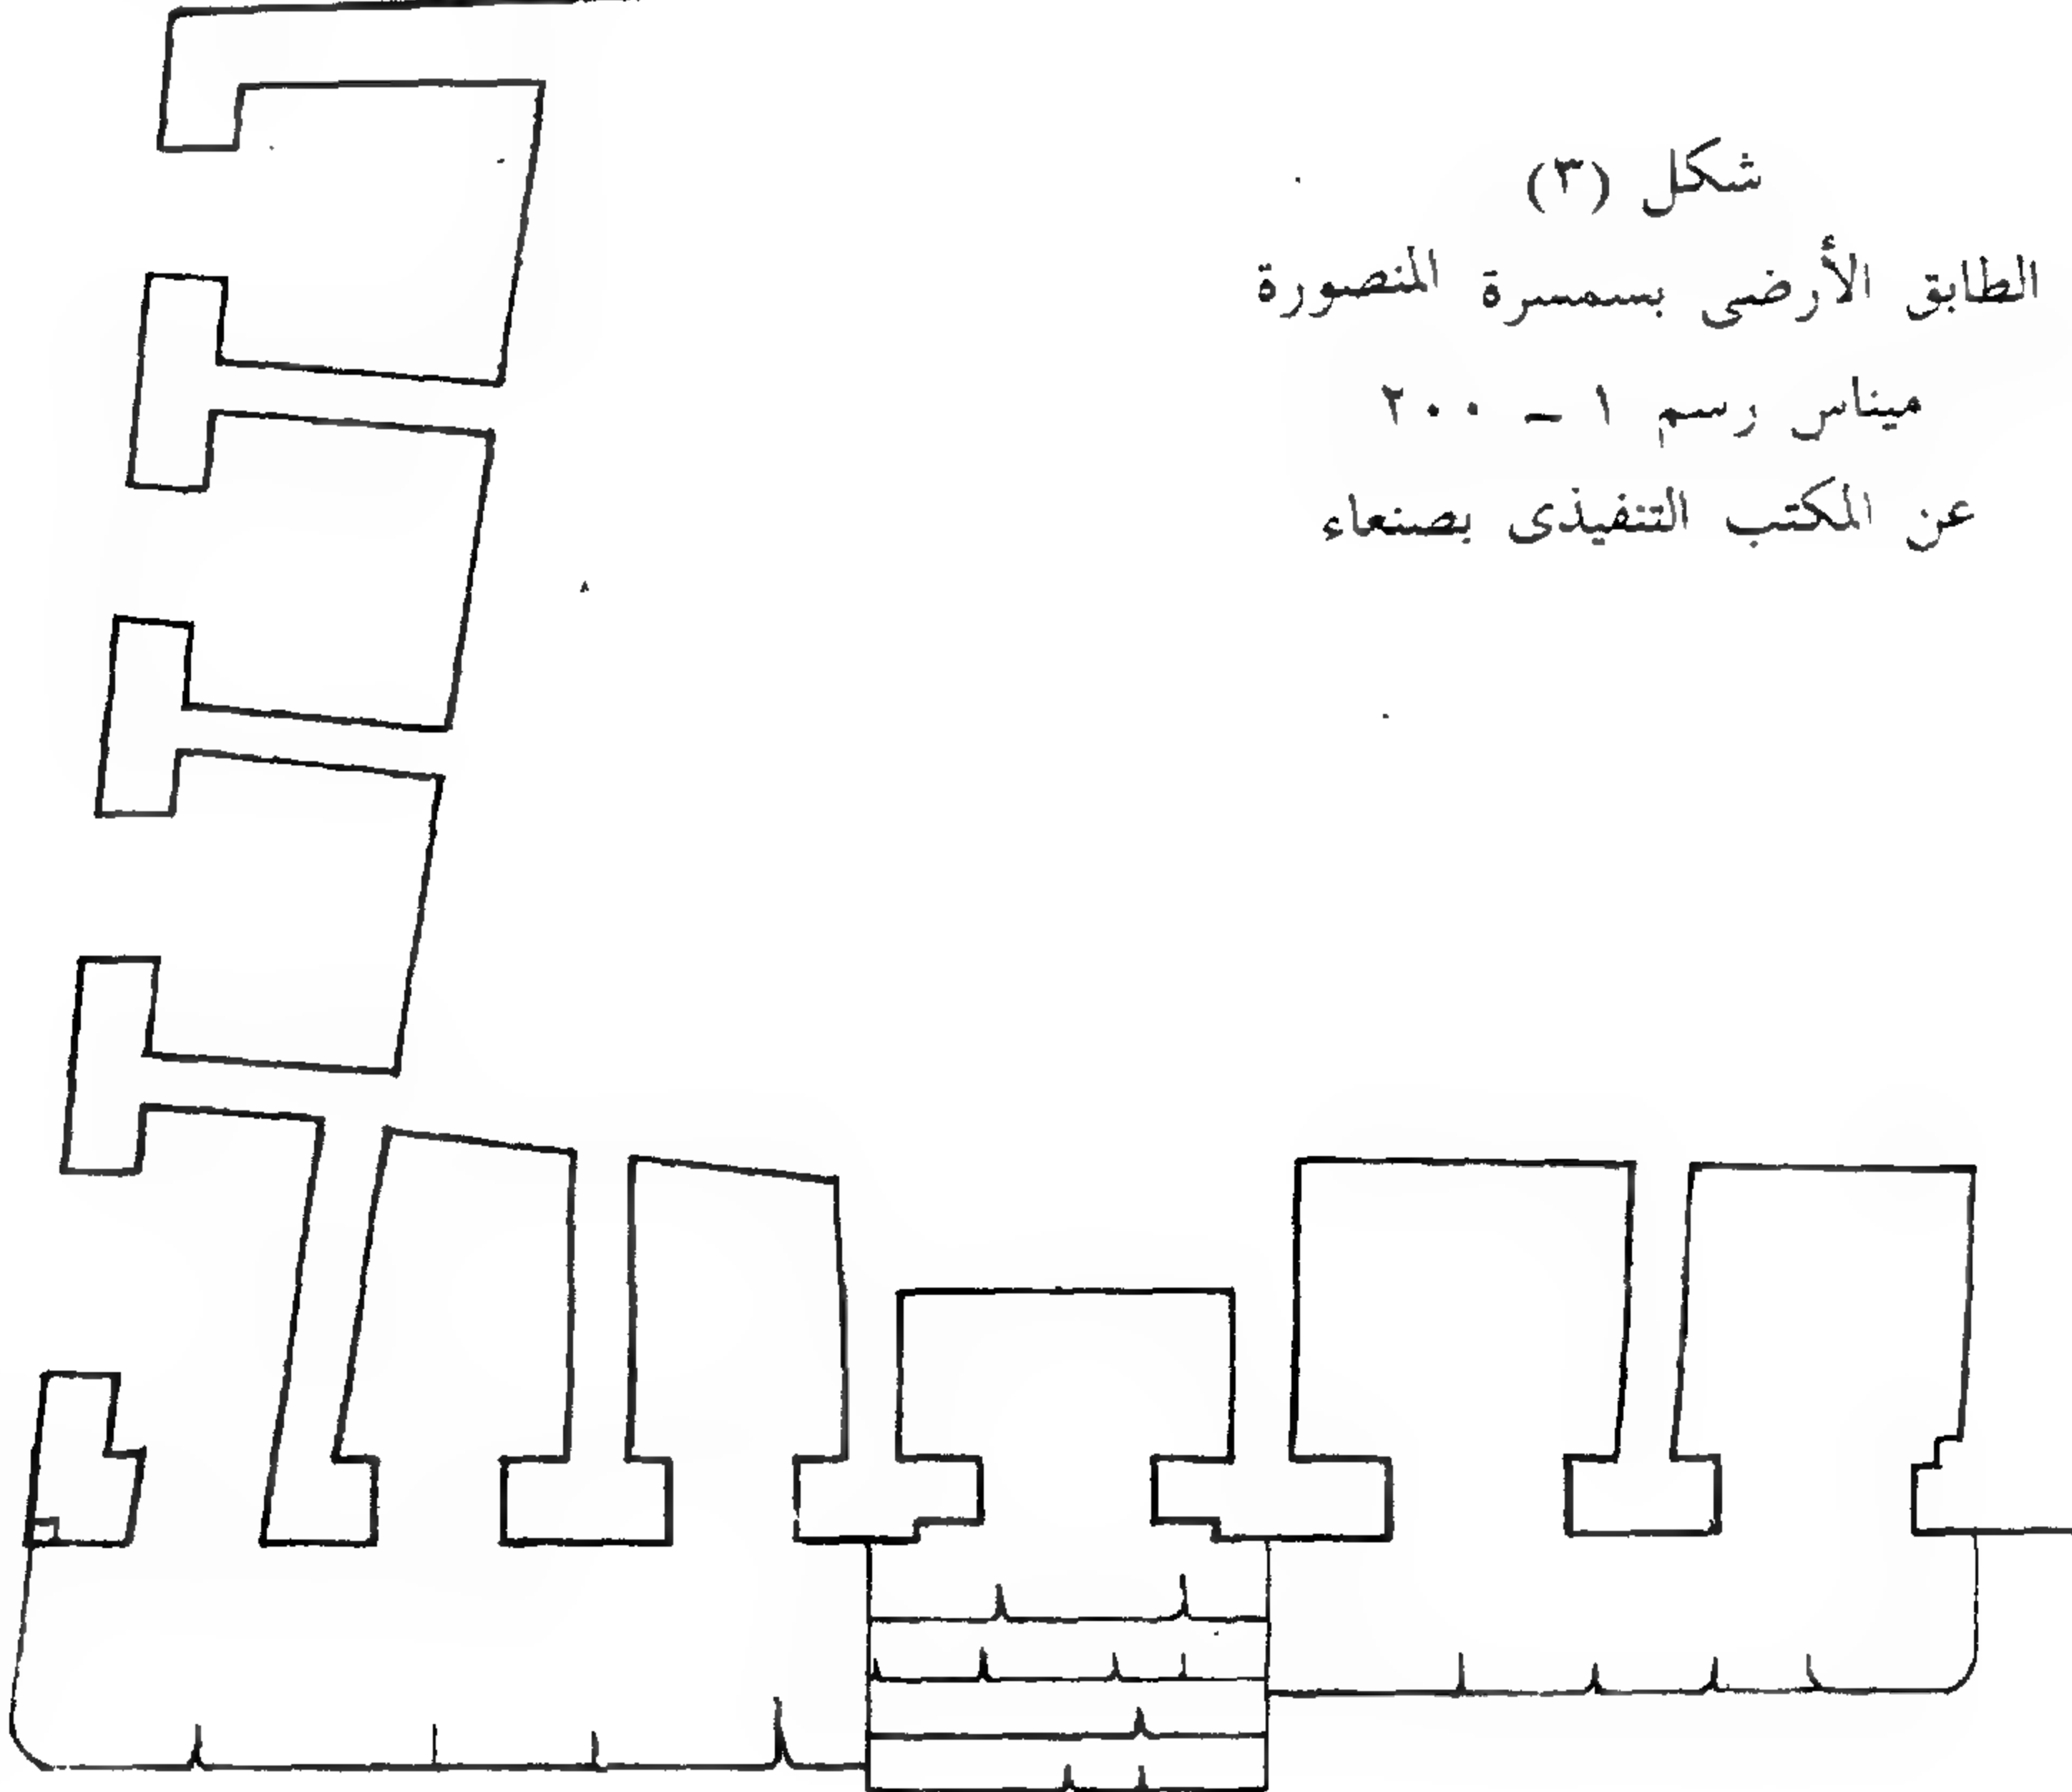 شكل (٣)
الطابق الأرضى بسمسرة المنصورة
ميناس رسم ١ ـ ٢٠٠
عن المكتب التنفيذى بصنعاء